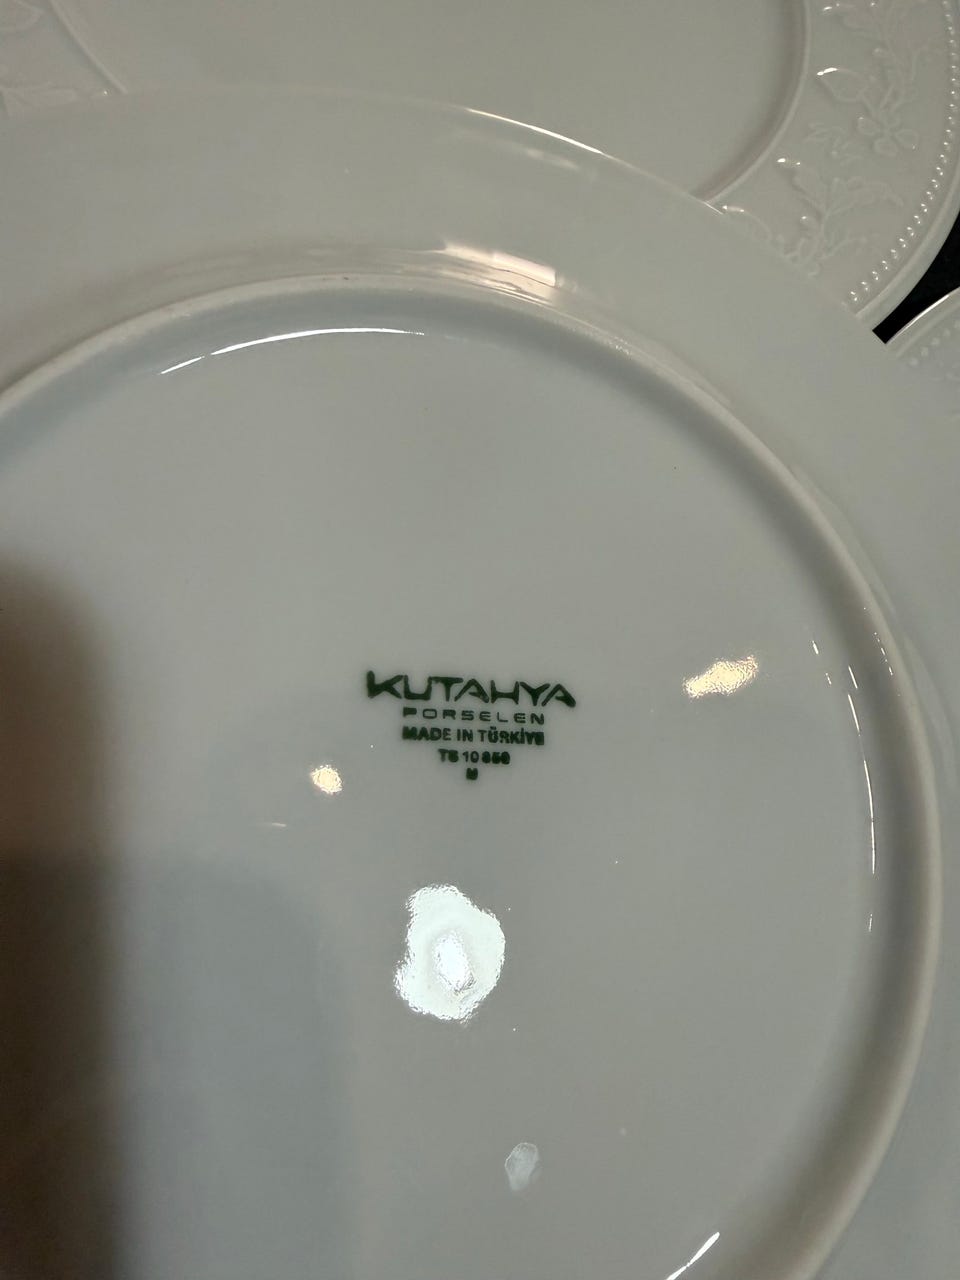 KUTAHYA
PORSELEN
MADE IN TÜRKİYE
TS 10850
M